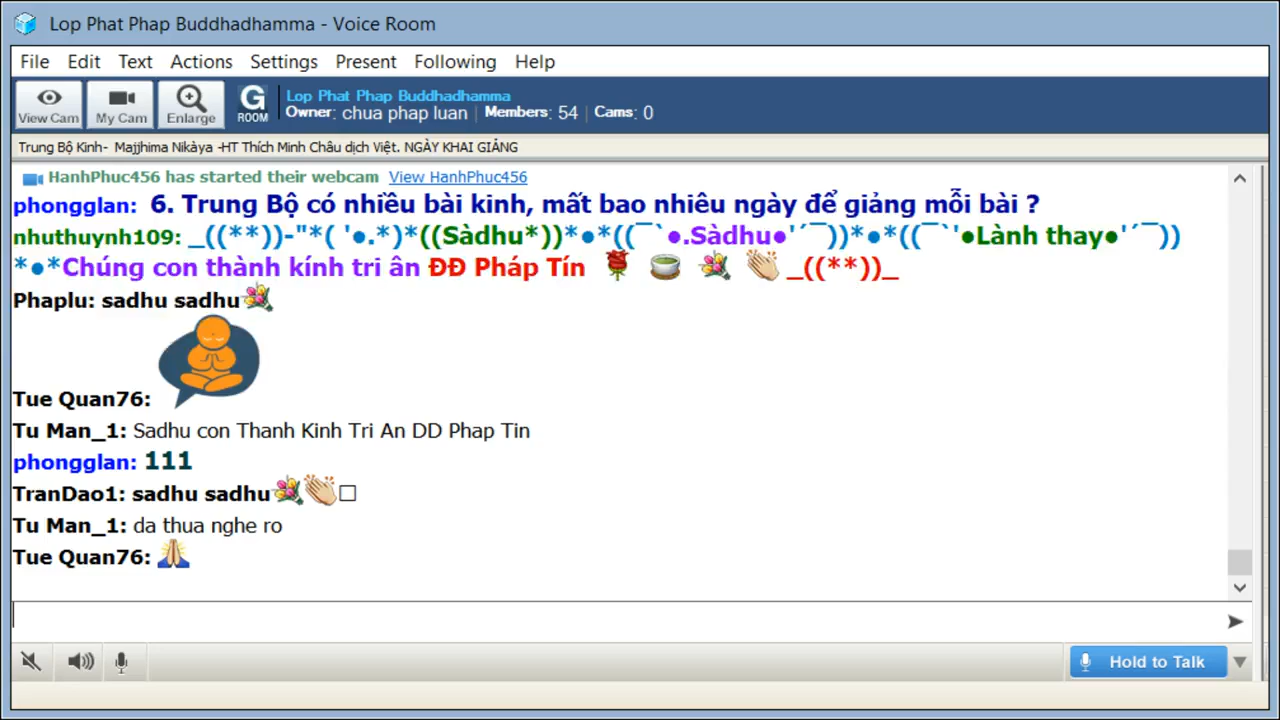 Lop Phat Phap Buddhadhamma - Voice Room
File Edit Text Actions Settings Present Following Help
View Cam My Cam Enlarge G ROOM
Lop Phat Phap Buddhadhamma
Owner: chua phap luan | Members: 54 | Cams: 0
Trung Bộ Kinh- Majjhima Nikàya -HT Thích Minh Châu dịch Việt. NGÀY KHAI GIẢNG
HanhPhuc456 has started their webcam View HanhPhuc456
phongglan: 6. Trung Bộ có nhiều bài kinh, mất bao nhiêu ngày để giảng mỗi bài ?
nhuthuynh109: _((**))-"*( '●.*)*((Sàdhu*))*●*((¯`●.Sàdhu●'´¯))*●*((¯`'●Lành thay●'´¯))
*●*Chúng con thành kính tri ân ĐĐ Pháp Tín 🌹 🍵 💐 👏 _((**))_
Phaplu: sadhu sadhu💐
Tue Quan76:
Tu Man_1: Sadhu con Thanh Kinh Tri An DD Phap Tin
phongglan: 111
TranDao1: sadhu sadhu💐👏□
Tu Man_1: da thua nghe ro
Tue Quan76: 🙏
Hold to Talk